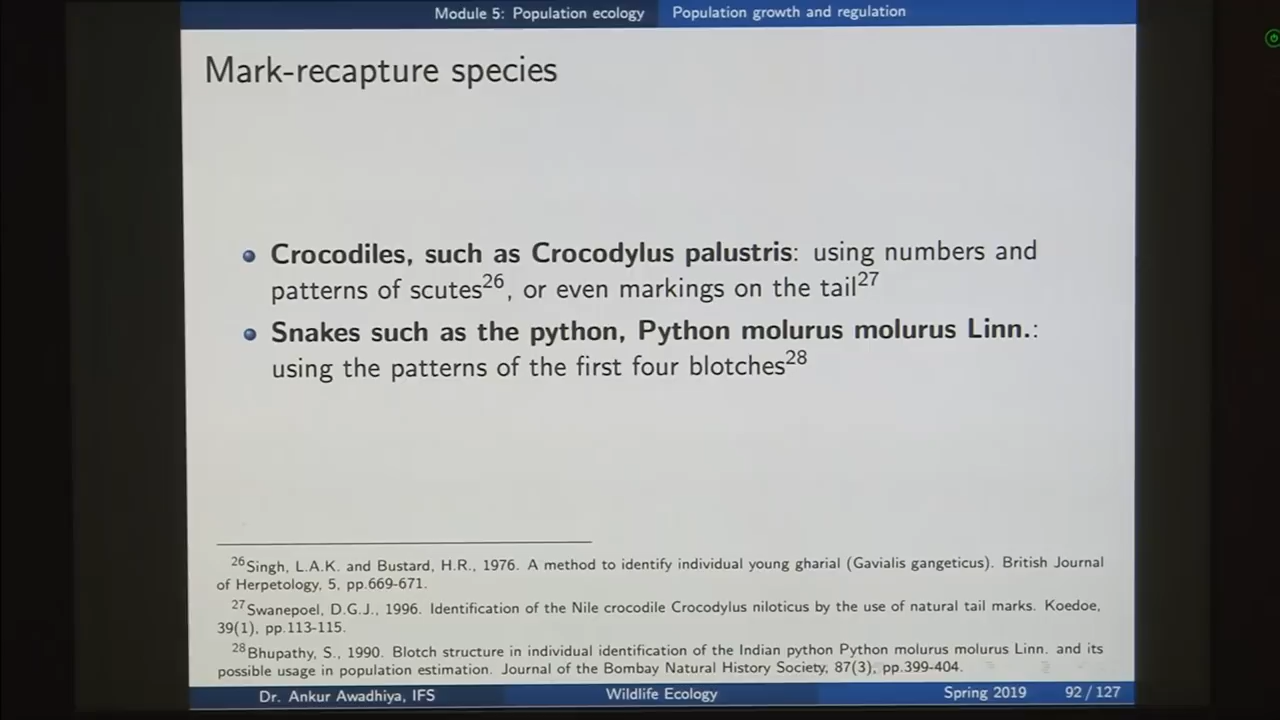 Module 5: Population ecology Population growth and regulation
Mark-recapture species
Crocodiles, such as Crocodylus palustris: using numbers and
patterns of scutes26, or even markings on the tail27
Snakes such as the python, Python molurus molurus Linn.:
using the patterns of the first four blotches28
26Singh, L.A.K. and Bustard, H.R., 1976. A method to identify individual young gharial (Gavialis gangeticus). British Journal
of Herpetology, 5, pp.669-671.
27Swanepoel, D.G.J., 1996. Identification of the Nile crocodile Crocodylus niloticus by the use of natural tail marks. Koedoe,
39(1), pp.113-115.
28Bhupathy, S., 1990. Blotch structure in individual identification of the Indian python Python molurus molurus Linn. and its
possible usage in population estimation. Journal of the Bombay Natural History Society, 87(3), pp.399-404.
Dr. Ankur Awadhiya, IFS Wildlife Ecology Spring 2019 92 / 127